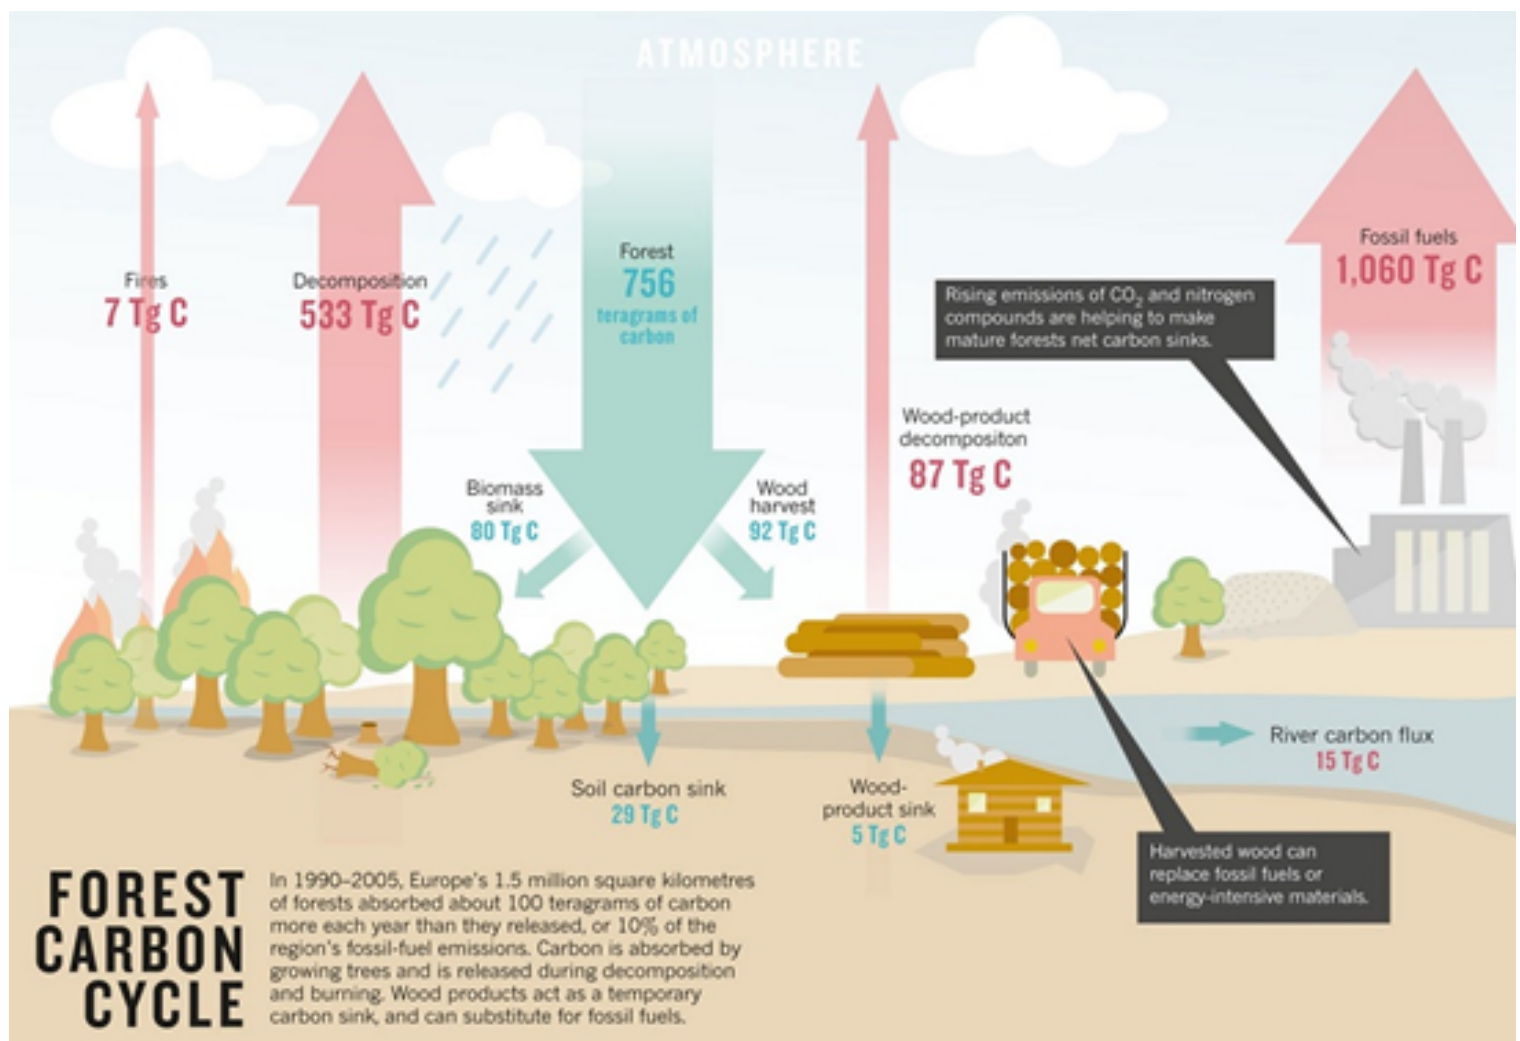 ATMOSPHERE
Fires
7 Tg C
Decomposition
533 Tg C
Forest
756
teragrams of
carbon
Fossil fuels
1,060 Tg C
Rising emissions of CO₂ and nitrogen
compounds are helping to make
mature forests net carbon sinks.
Wood-product
decompositon
87 Tg C
Biomass
sink
80 Tg C
Wood
harvest
92 Tg C
River carbon flux
15 Tg C
Soil carbon sink
29 Tg C
Wood-
product sink
5 Tg C
Harvested wood can
replace fossil fuels or
energy-intensive materials.
FOREST
CARBON
CYCLE
In 1990–2005, Europe's 1.5 million square kilometres
of forests absorbed about 100 teragrams of carbon
more each year than they released, or 10% of the
region's fossil-fuel emissions. Carbon is absorbed by
growing trees and is released during decomposition
and burning. Wood products act as a temporary
carbon sink, and can substitute for fossil fuels.